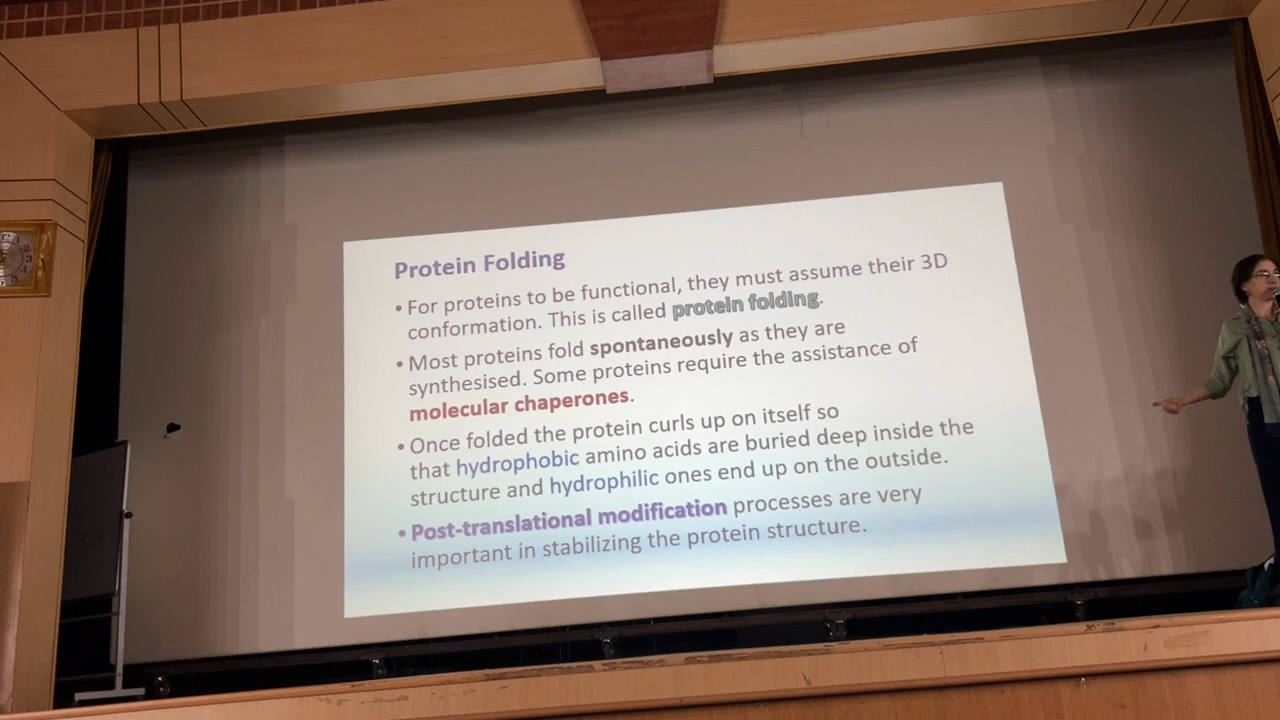 Protein Folding
• For proteins to be functional, they must assume their 3D
conformation. This is called protein folding.
• Most proteins fold spontaneously as they are
synthesised. Some proteins require the assistance of
molecular chaperones.
• Once folded the protein curls up on itself so
that hydrophobic amino acids are buried deep inside the
structure and hydrophilic ones end up on the outside.
• Post-translational modification processes are very
important in stabilizing the protein structure.